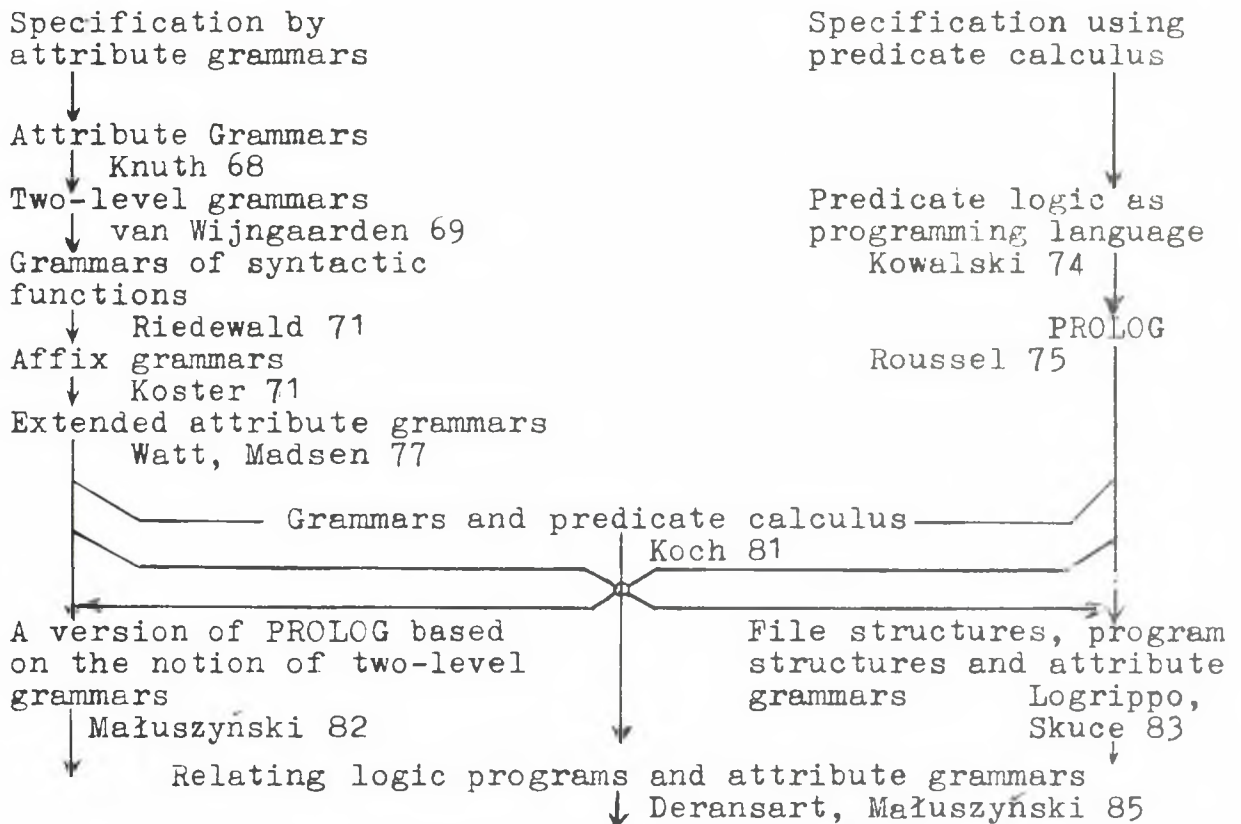 Specification by
attribute grammars
Attribute Grammars
Knuth 68
Two-level grammars
van Wijngaarden 69
Grammars of syntactic
functions
Riedewald 71
Affix grammars
Koster 71
Extended attribute grammars
Watt, Madsen 77
Specification using
predicate calculus
Predicate logic as
programming language
Kowalski 74
PROLOG
Roussel 75
Grammars and predicate calculus
Koch 81
A version of PROLOG based
on the notion of two-level
grammars
Małuszyński 82
File structures, program
structures and attribute
grammars Logrippo,
Skuce 83
Relating logic programs and attribute grammars
Deransart, Małuszyński 85